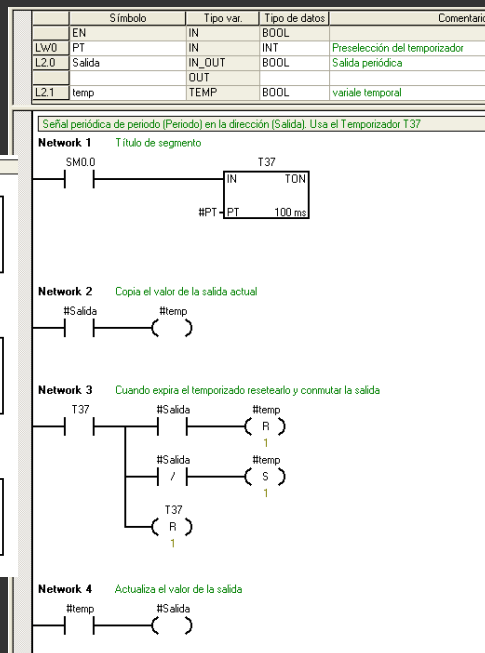 Símbolo Tipo var. Tipo de datos Comentario
EN IN BOOL
LW0 PT IN INT Preselección del temporizador
L2.0 Salida IN_OUT BOOL Salida periódica
OUT
L2.1 temp TEMP BOOL variale temporal
Señal periódica de periodo (Periodo) en la dirección (Salida). Usa el Temporizador T37
Network 1 Título de segmento
SM0.0 T37
IN TON
#PT PT 100 ms
Network 2 Copia el valor de la salida actual
#Salida #temp
Network 3 Cuando expira el temporizado resetearlo y conmutar la salida
T37 #Salida #temp
R
1
#Salida #temp
/ S
1
T37
R
1
Network 4 Actualiza el valor de la salida
#temp #Salida